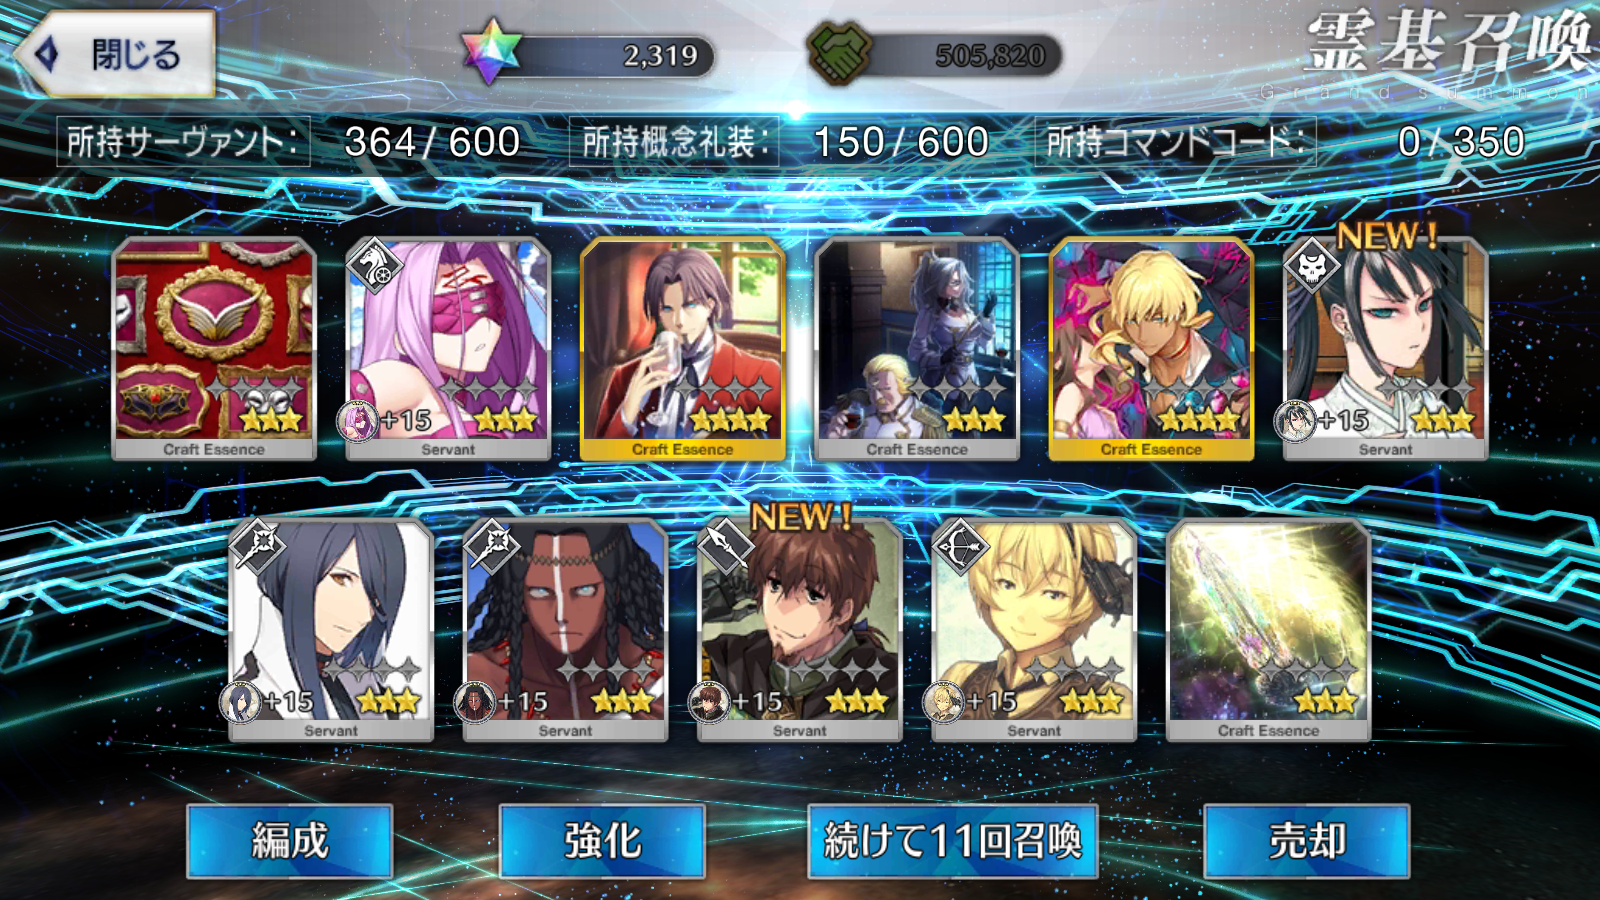 閉じる
2,319
505,820
霊基召喚
Grand summon
所持サーヴァント: 364/600
所持概念礼装: 150/600
所持コマンドコード: 0/350
NEW!
+15
+15
Craft Essence
Servant
Craft Essence
Craft Essence
Craft Essence
Servant
NEW!
+15
+15
+15
+15
Servant
Servant
Servant
Servant
Craft Essence
編成
強化
続けて11回召喚
売却